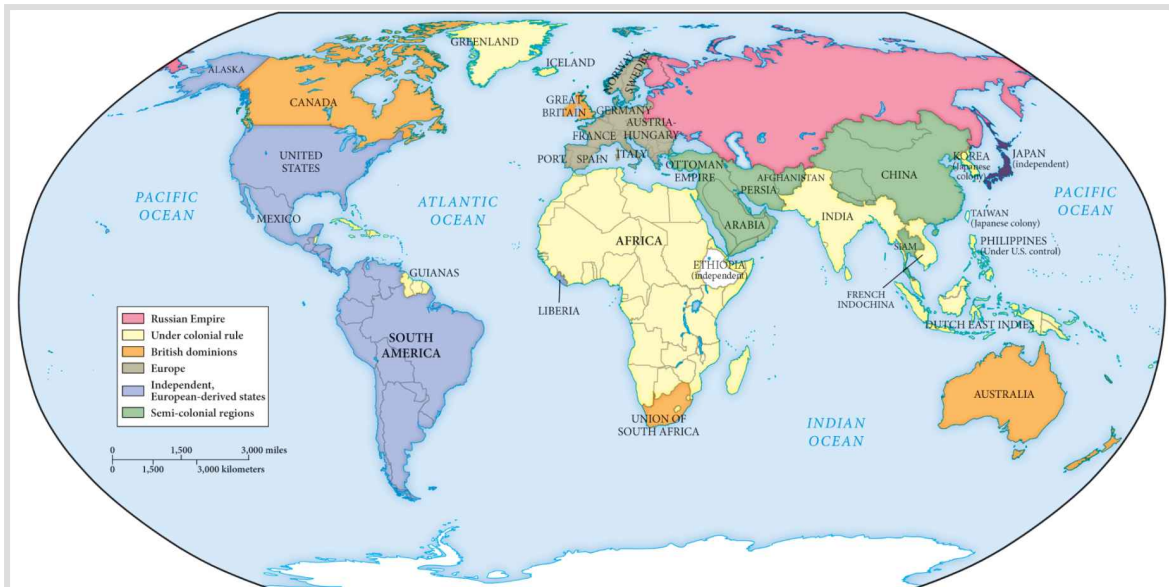 GREENLAND
ICELAND
ALASKA
NORWAY
SWEDEN
CANADA
GREAT
BRITAIN
GERMANY
AUSTRIA-
HUNGARY
FRANCE
UNITED
STATES
PORT.
SPAIN
ITALY
OTTOMAN
EMPIRE
AFGHANISTAN
PERSIA
CHINA
KOREA
(Japanese
colony)
JAPAN
(independent)
PACIFIC
OCEAN
ATLANTIC
OCEAN
PACIFIC
OCEAN
MEXICO
ARABIA
INDIA
TAIWAN
(Japanese colony)
AFRICA
SIAM
PHILIPPINES
(Under U.S. control)
ETHIOPIA
(independent)
GUIANAS
LIBERIA
FRENCH
INDOCHINA
DUTCH EAST INDIES
SOUTH
AMERICA
AUSTRALIA
UNION OF
SOUTH AFRICA
INDIAN
OCEAN
Russian Empire
Under colonial rule
British dominions
Europe
Independent,
European-derived states
Semi-colonial regions
0 1,500 3,000 miles
0 1,500 3,000 kilometers